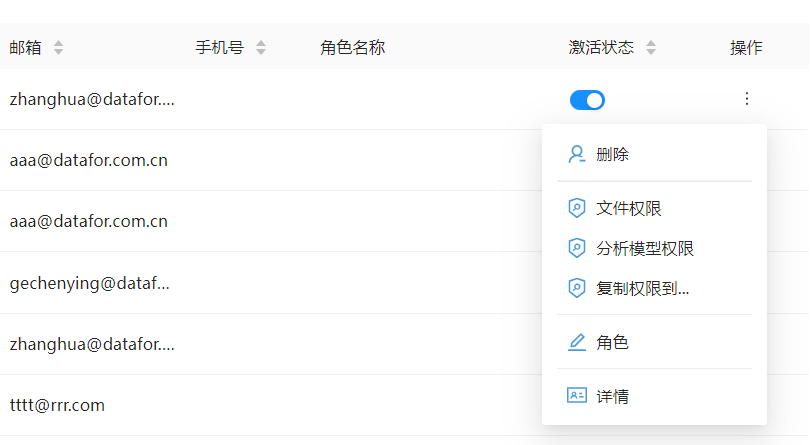 邮箱 手机号 角色名称 激活状态 操作
zhanghua@datafor....
aaa@datafor.com.cn
删除
aaa@datafor.com.cn
文件权限
分析模型权限
gechenying@dataf...
复制权限到...
zhanghua@datafor....
角色
tttt@rrr.com
详情